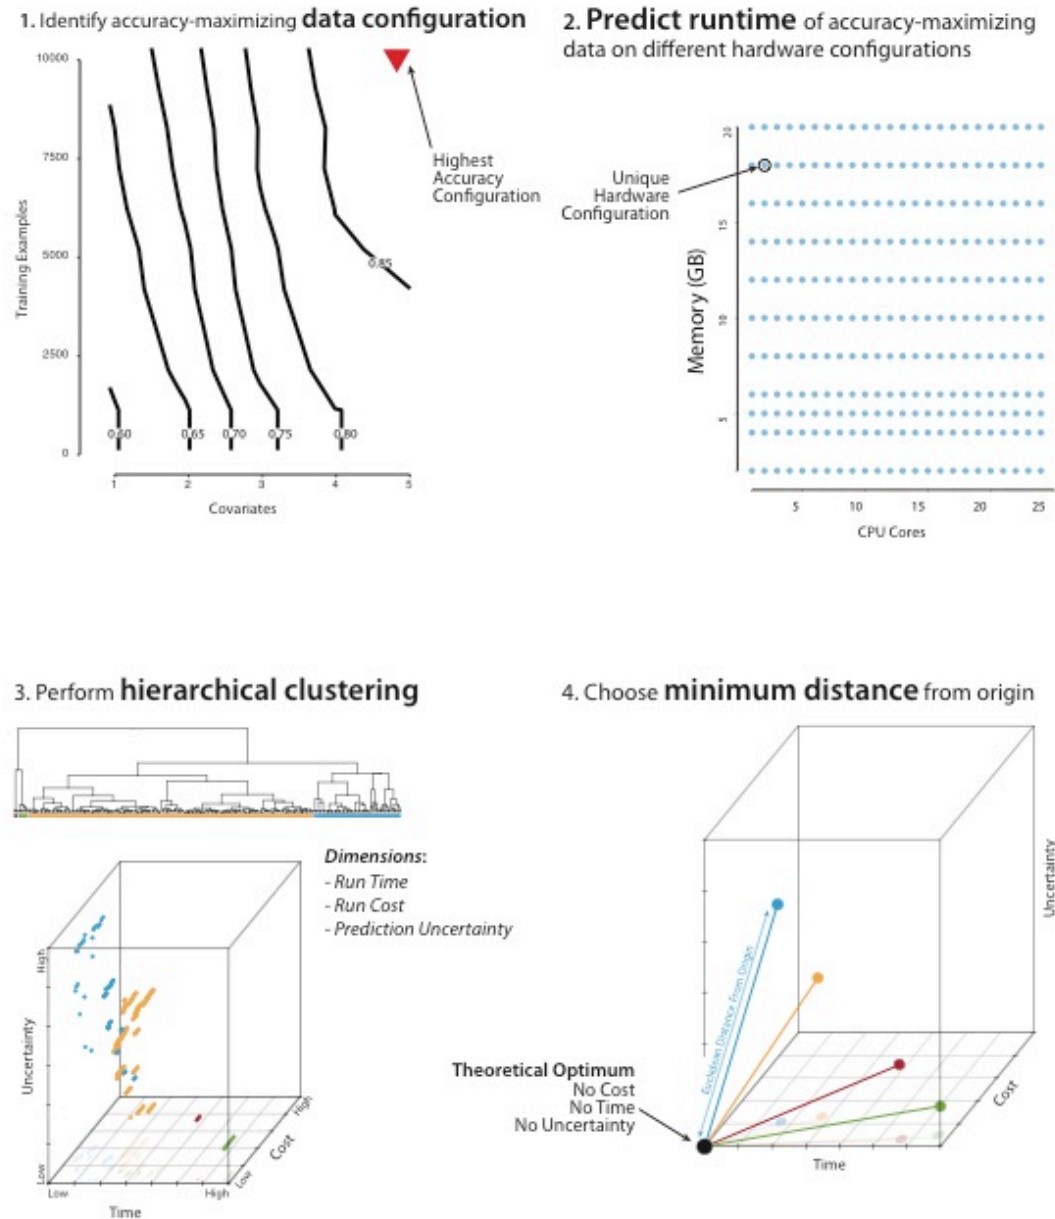 1. Identify accuracy-maximizing data configuration
10000
7500
5000
2500
0
Training Examples
0.60
0.65
0.70
0.75
0.80
0.85
1
2
3
4
5
Covariates
Highest
Accuracy
Configuration
2. Predict runtime of accuracy-maximizing
data on different hardware configurations
Unique
Hardware
Configuration
20
15
10
5
Memory (GB)
5
10
15
20
25
CPU Cores
3. Perform hierarchical clustering
Dimensions:
- Run Time
- Run Cost
- Prediction Uncertainty
High
Uncertainty
Low
Low
High
Time
Low
Cost
High
4. Choose minimum distance from origin
Euclidean Distance From Origin
Theoretical Optimum
No Cost
No Time
No Uncertainty
Time
Cost
Uncertainty